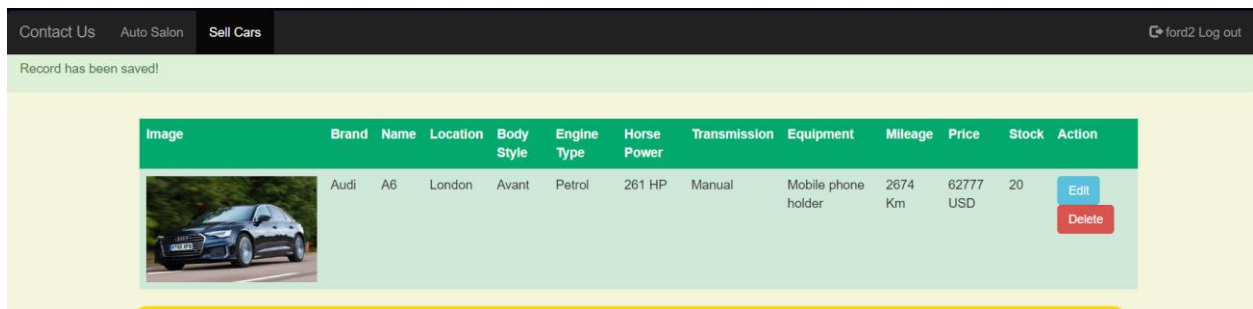 Contact Us Auto Salon Sell Cars ford2 Log out
Record has been saved!
Image Brand Name Location Body Style Engine Type Horse Power Transmission Equipment Mileage Price Stock Action
Audi A6 London Avant Petrol 261 HP Manual Mobile phone holder 2674 Km 62777 USD 20 Edit
Delete